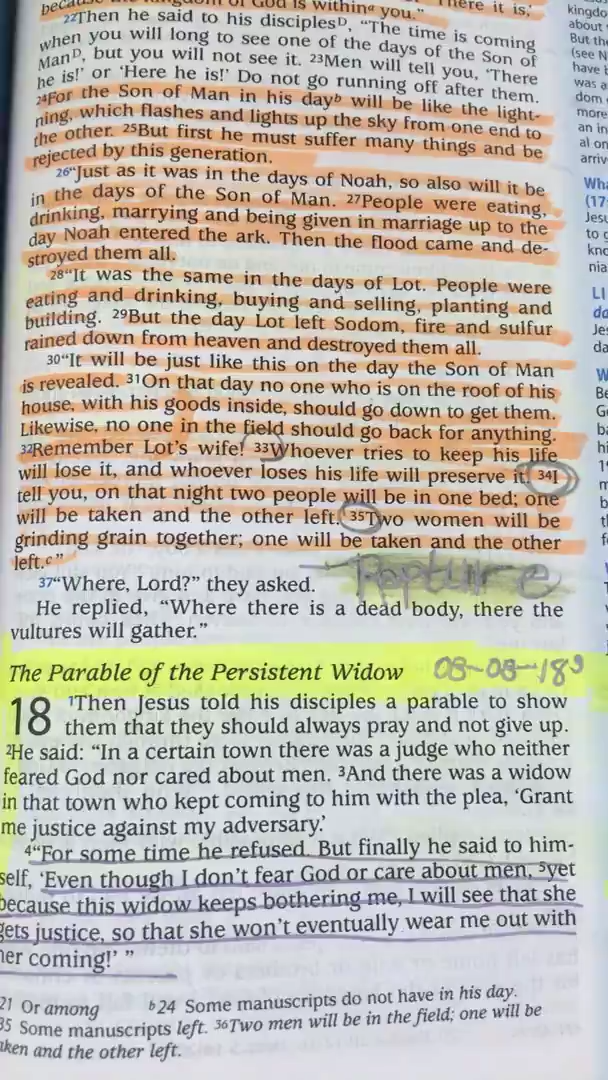 because the kingdom of God is within^a you."   There it is,'
²²Then he said to his disciples^D, "The time is coming
when you will long to see one of the days of the Son of
Man^D, but you will not see it. ²³Men will tell you, 'There
he is!' or 'Here he is!' Do not go running off after them.
²⁴For the Son of Man in his day^b will be like the light-
ning, which flashes and lights up the sky from one end to
the other. ²⁵But first he must suffer many things and be
rejected by this generation.
²⁶"Just as it was in the days of Noah, so also will it be
in the days of the Son of Man. ²⁷People were eating,
drinking, marrying and being given in marriage up to the
day Noah entered the ark. Then the flood came and de-
stroyed them all.
²⁸"It was the same in the days of Lot. People were
eating and drinking, buying and selling, planting and
building. ²⁹But the day Lot left Sodom, fire and sulfur
rained down from heaven and destroyed them all.
³⁰"It will be just like this on the day the Son of Man
is revealed. ³¹On that day no one who is on the roof of his
house, with his goods inside, should go down to get them.
Likewise, no one in the field should go back for anything.
³²Remember Lot's wife! ³³Whoever tries to keep his life
will lose it, and whoever loses his life will preserve it. ³⁴I
tell you, on that night two people will be in one bed; one
will be taken and the other left. ³⁵Two women will be
grinding grain together; one will be taken and the other
left.^c"
Rapture
³⁷"Where, Lord?" they asked.
He replied, "Where there is a dead body, there the
vultures will gather."
The Parable of the Persistent Widow 08-08-18
18 ¹Then Jesus told his disciples a parable to show
them that they should always pray and not give up.
²He said: "In a certain town there was a judge who neither
feared God nor cared about men. ³And there was a widow
in that town who kept coming to him with the plea, 'Grant
me justice against my adversary.'
⁴"For some time he refused. But finally he said to him-
self, 'Even though I don't fear God or care about men, ⁵yet
because this widow keeps bothering me, I will see that she
gets justice, so that she won't eventually wear me out with
her coming!' "
21 Or among   ^b24 Some manuscripts do not have in his day.
35 Some manuscripts left. ³⁶Two men will be in the field; one will be
aken and the other left.